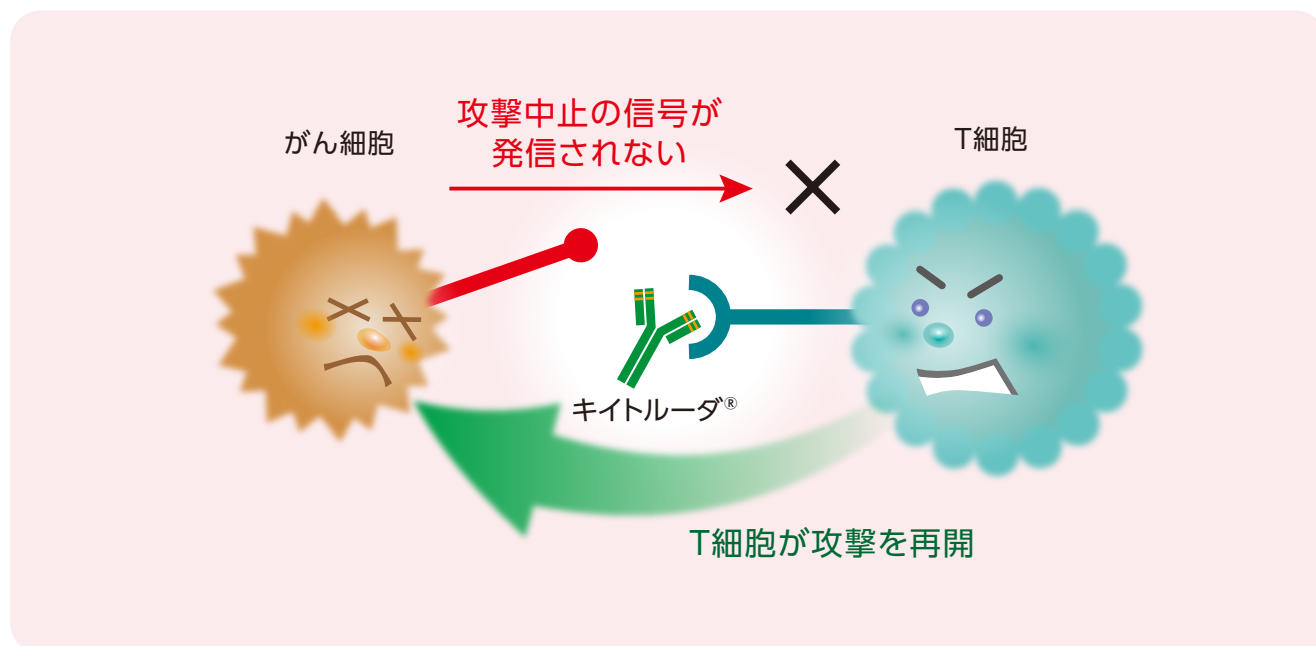 攻撃中止の信号が
発信されない
がん細胞
T細胞
キイトルーダ®
T細胞が攻撃を再開